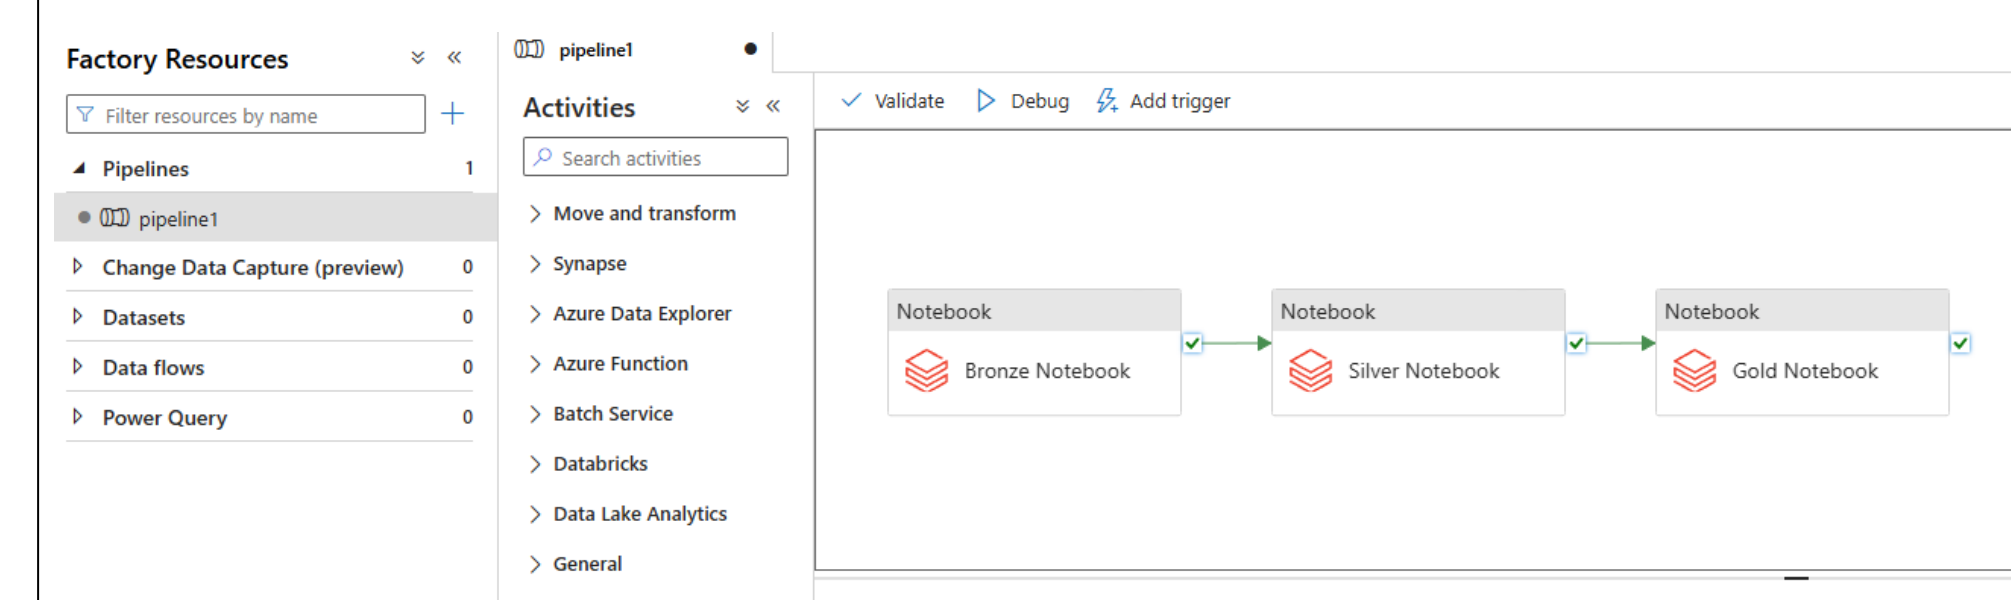 Factory Resources
Filter resources by name
Pipelines 1
pipeline1
Change Data Capture (preview) 0
Datasets 0
Data flows 0
Power Query 0
pipeline1
Activities
Search activities
Move and transform
Synapse
Azure Data Explorer
Azure Function
Batch Service
Databricks
Data Lake Analytics
General
Validate Debug Add trigger
Notebook
Bronze Notebook
Notebook
Silver Notebook
Notebook
Gold Notebook